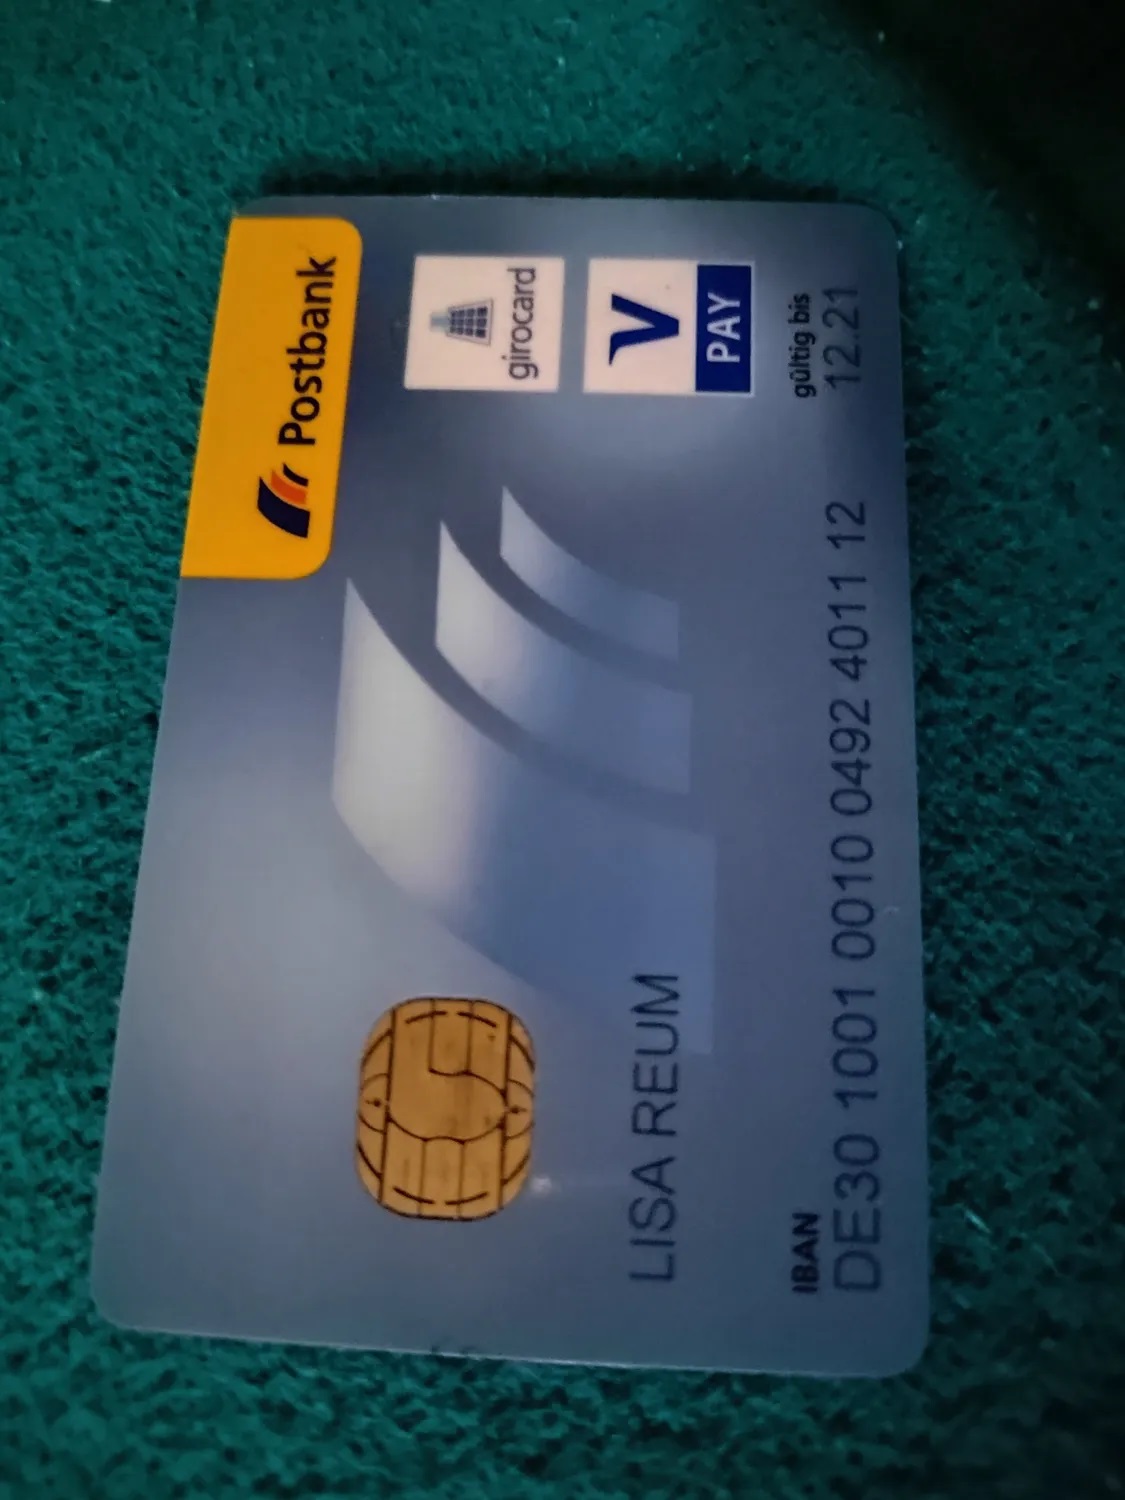 Postbank
girocard
V
PAY
LISA REUM
gültig bis
12.21
IBAN
DE30 1001 0010 0492 4011 12